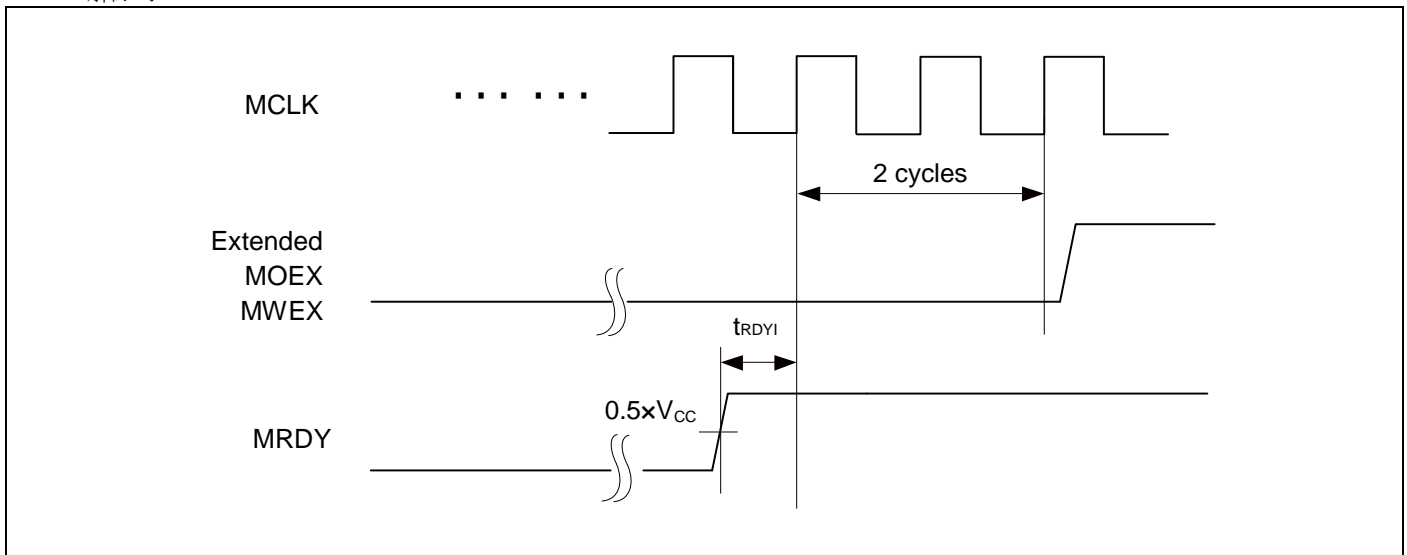 MCLK
... ...
2 cycles
Extended
MOEX
MWEX
tRDYI
0.5×VCC
MRDY